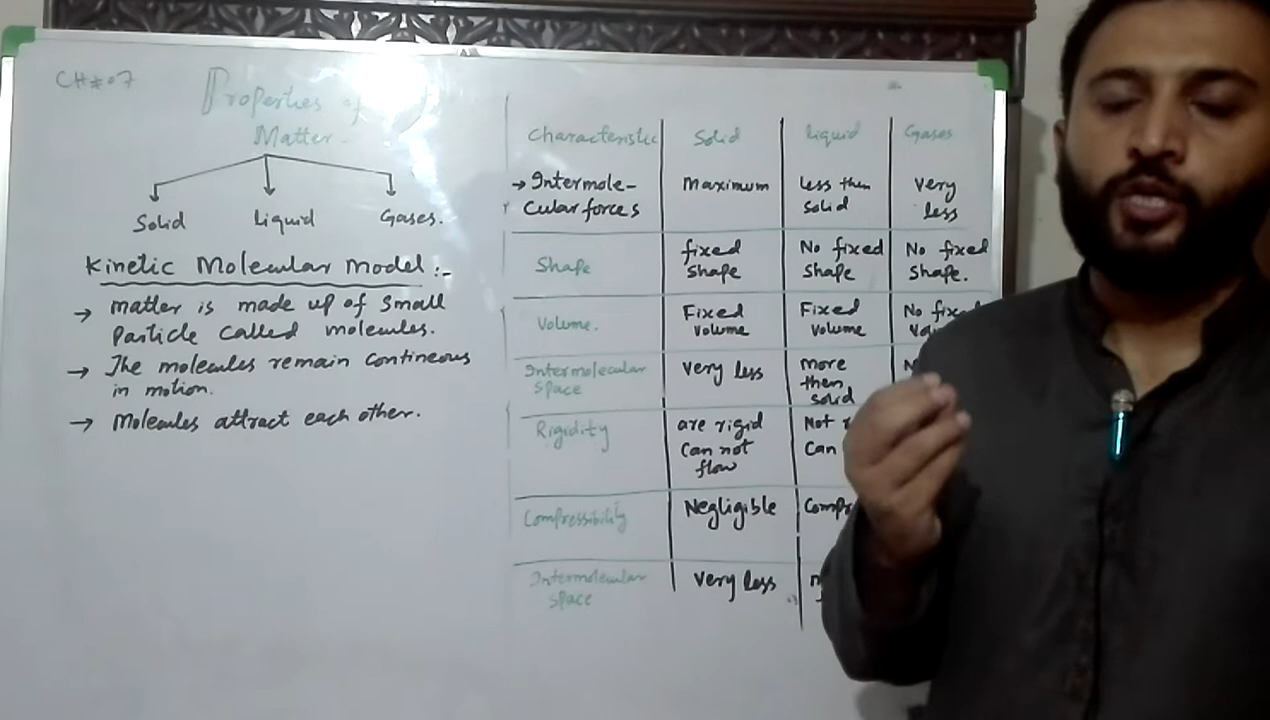 CH#07
Properties of
Matter
Solid Liquid Gases.
Kinetic Molecular Model:-
→ matter is made up of small
Particle called molecules.
→ The molecules remain contineous
in motion.
→ Molecules attract each other.
Characteristic Solid Liquid Gases
→ Intermole- Maximum less then very
cular forces solid less
Shape fixed No fixed No fixed
shape shape shape.
Volume. Fixed Fixed No
volume volume
Intermolecular very less more
space then
solid
Rigidity are rigid Not
Can not Can
flow
Compressibility Negligible
Intermolecular very less
space